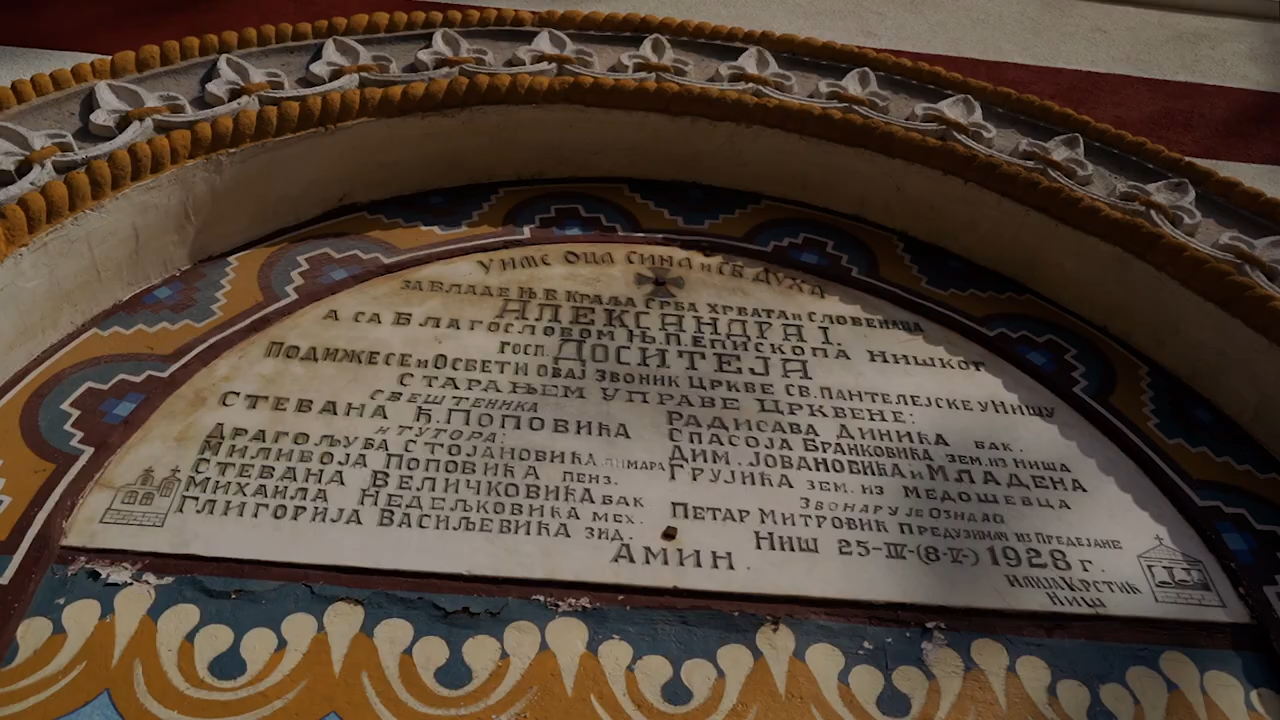 У име оца сина и св духа
за владе Њ.В. Краља Срба Хрвата и Словенаца
Александра I.
а са благословом Њ.П. Епископа нишког
госп. Доситеја
подиже се и освети овај звоник цркве св. Пантелејске у Нишу
старањем управе црквене:
свештеника
Стевана Ђ. Поповића
и тутора:
Драгољуба Стојановића лимара
Миливоја Поповића пенз.
Стевана Величковића бак
Михаила Недељковића мех.
Глигорија Васиљевића зид.
Радисава Динића бак.
Спасоја Бранковића зем. из Ниша
Дим. Јовановића и Младена
Грујића зем. из Медошевца
Звонару је озидао
Петар Митровић предузимач из Предејане
Ниш 25-IV-(8-V-) 1928 г.
Амин.
Илија Крстић
Ниш